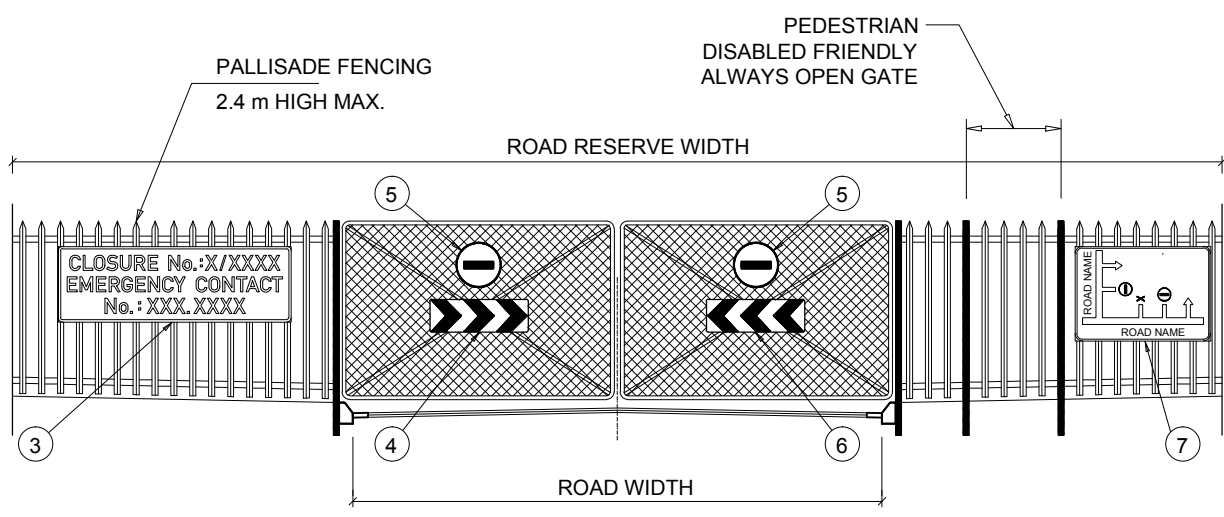 PEDESTRIAN
DISABLED FRIENDLY
ALWAYS OPEN GATE
PALLISADE FENCING
2.4 m HIGH MAX.
ROAD RESERVE WIDTH
5
5
CLOSURE No.:X/XXXX
EMERGENCY CONTACT
No.: XXX.XXXX
ROAD NAME
x
ROAD NAME
3
4
6
7
ROAD WIDTH